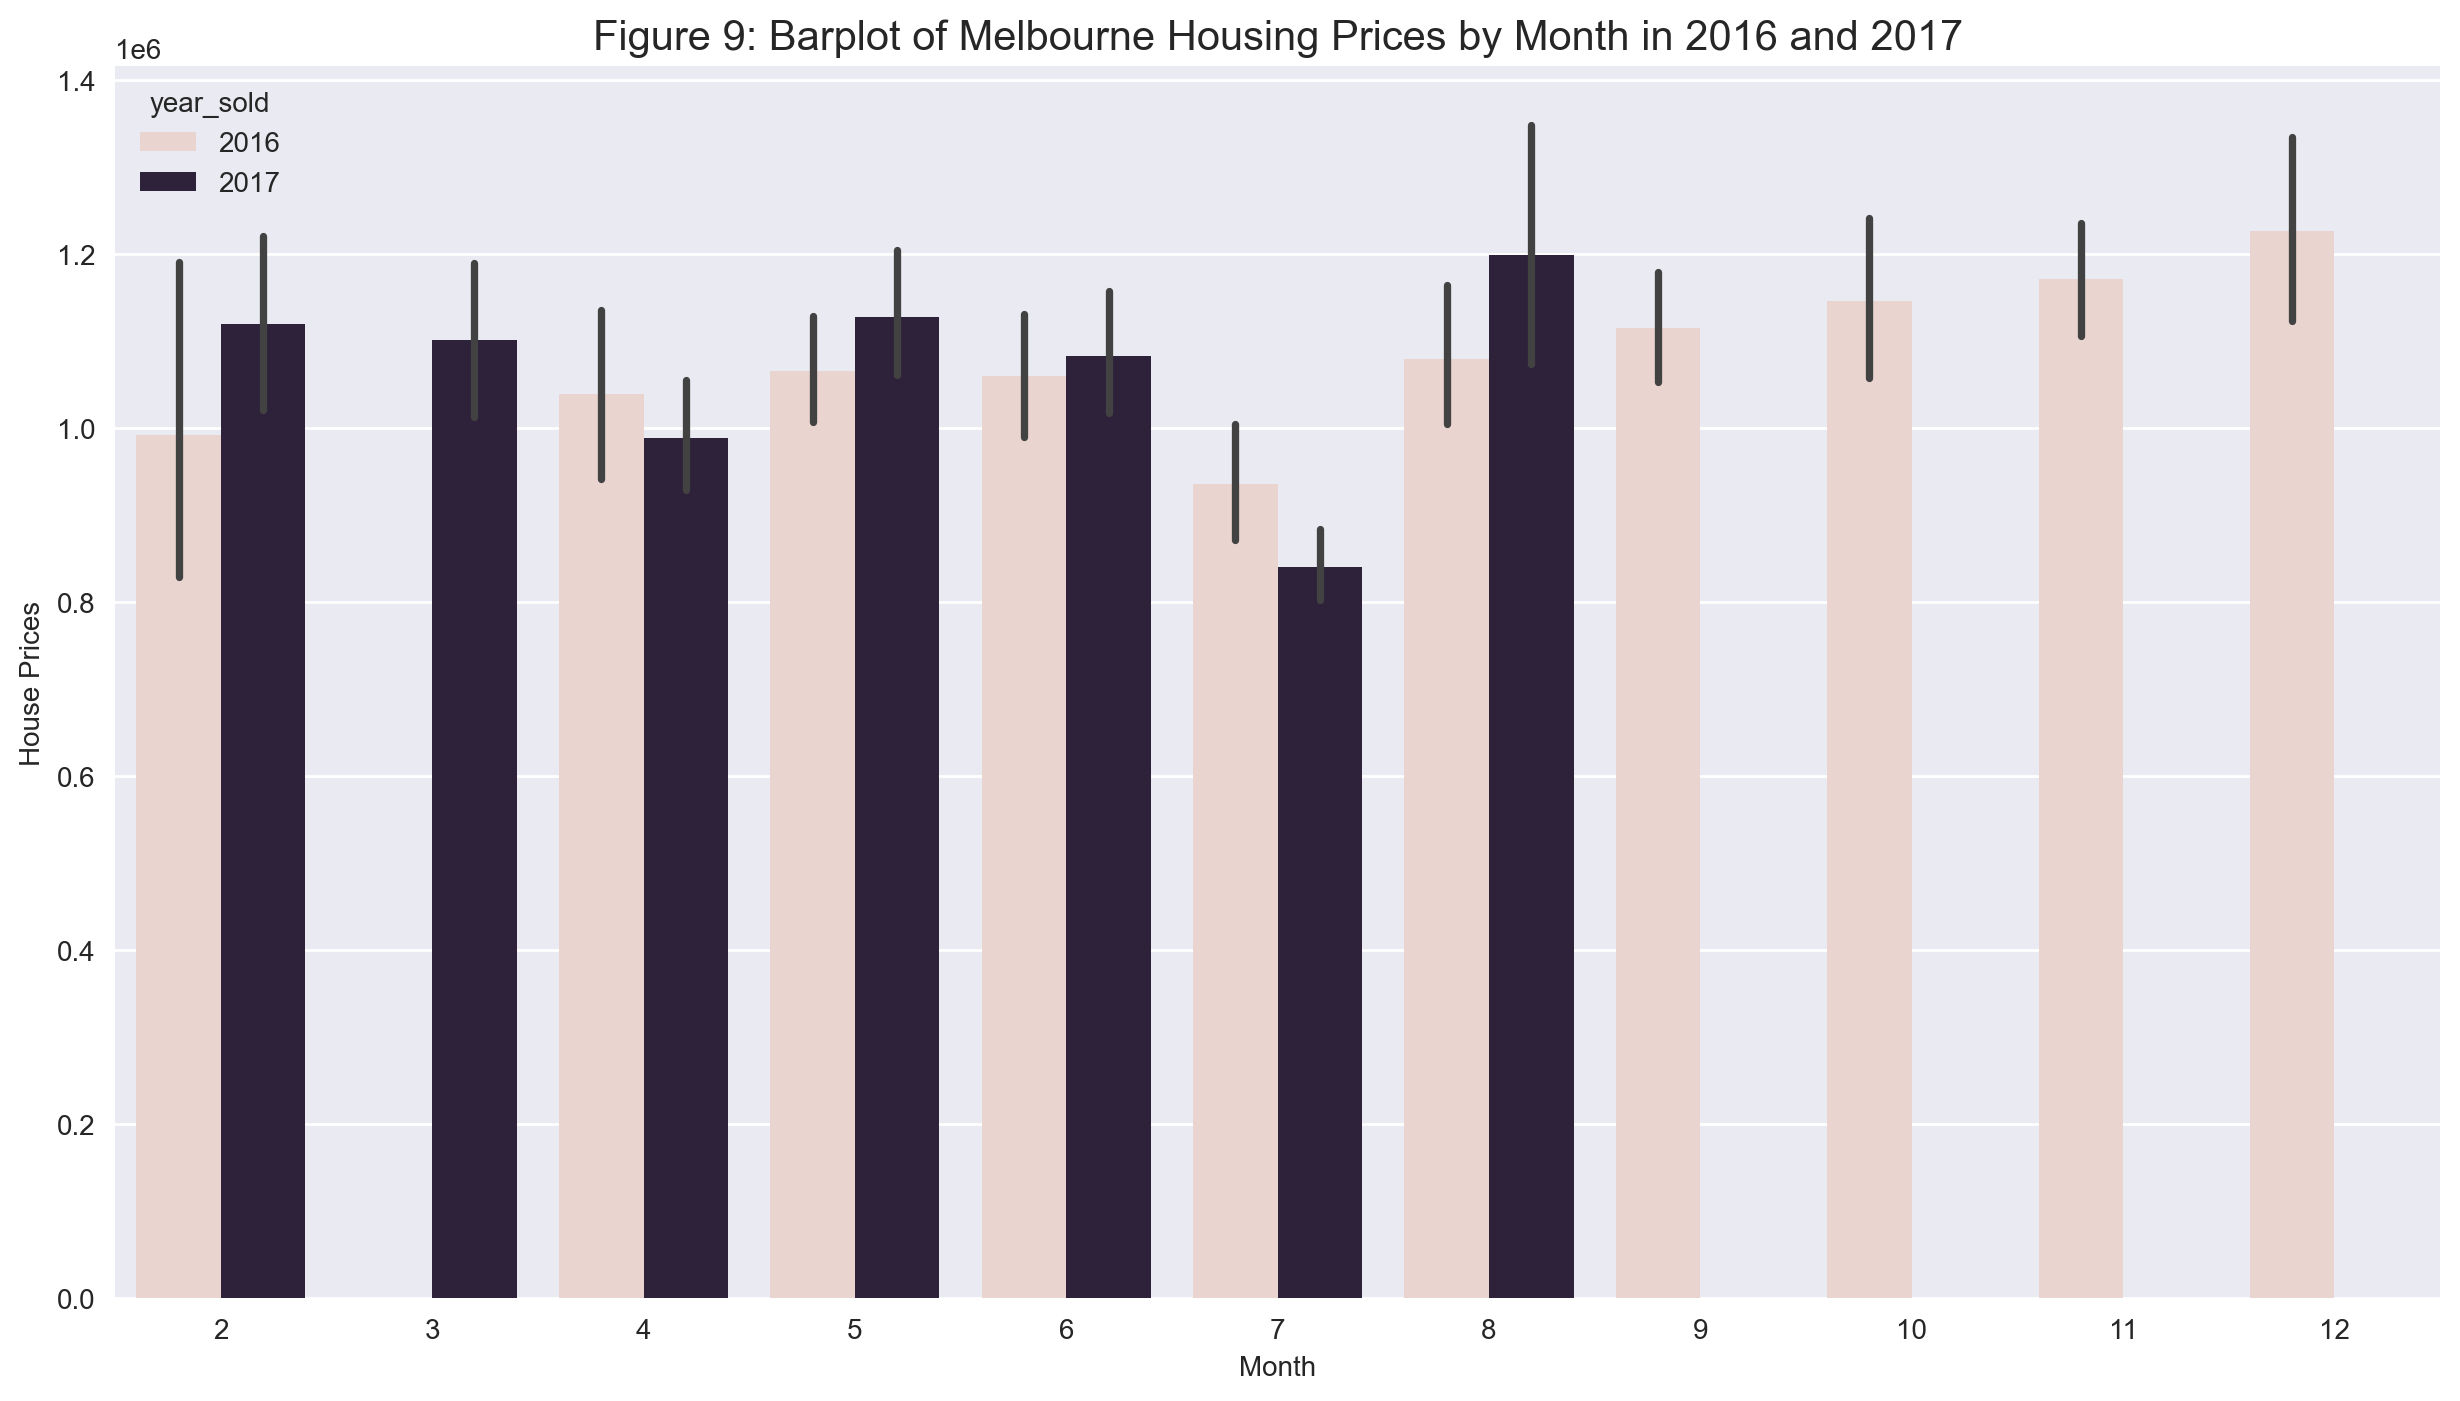 Figure 9: Barplot of Melbourne Housing Prices by Month in 2016 and 2017
1e6
1.4
year_sold
2016
2017
1.2
1.0
0.8
House Prices
0.6
0.4
0.2
0.0
2 3 4 5 6 7 8 9 10 11 12
Month